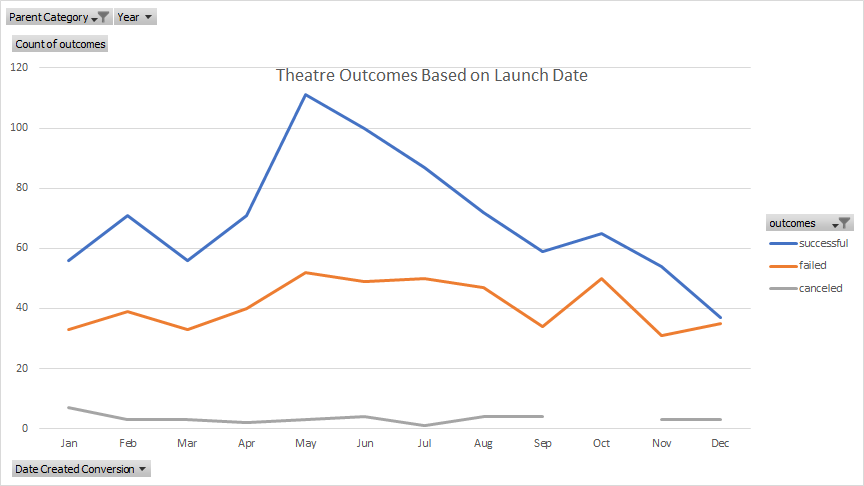 Parent Category Year
Count of outcomes
Theatre Outcomes Based on Launch Date
120
100
80
60
40
20
0
Jan Feb Mar Apr May Jun Jul Aug Sep Oct Nov Dec
outcomes
successful
failed
canceled
Date Created Conversion